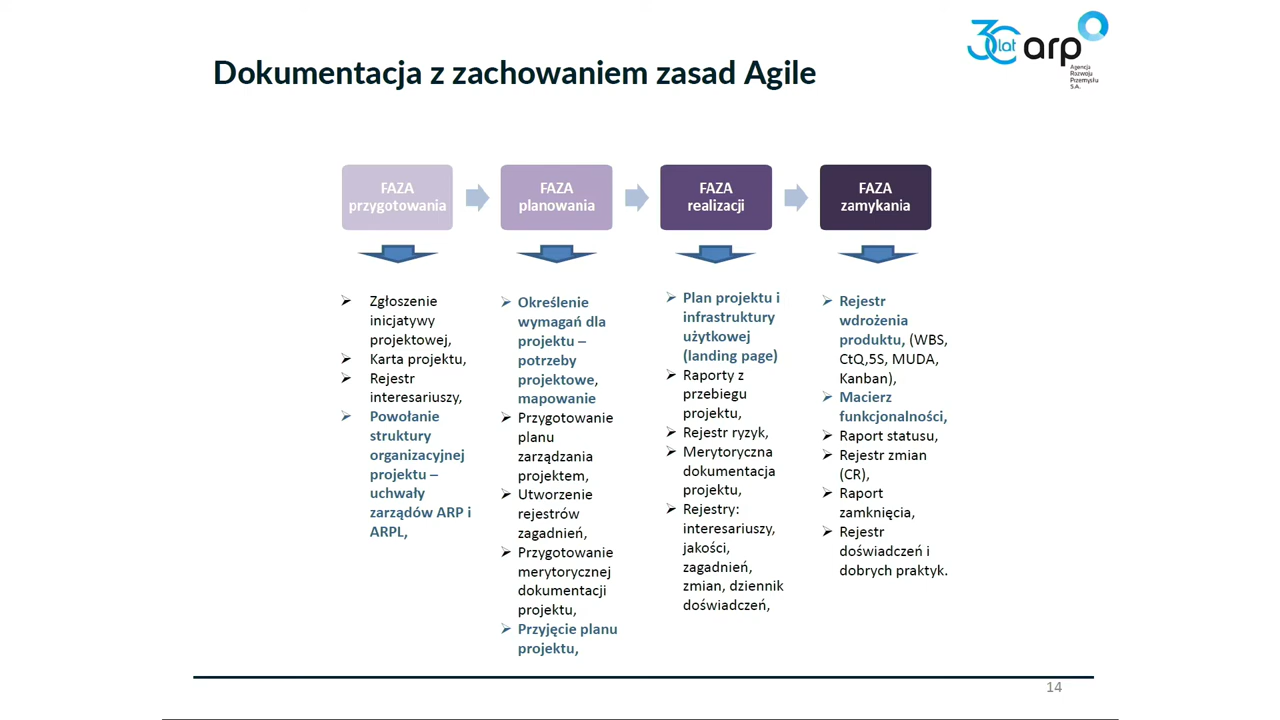 30 lat
arp
Agencja
Rozwoju
Przemysłu
S.A.
Dokumentacja z zachowaniem zasad Agile
FAZA
przygotowania
FAZA
planowania
FAZA
realizacji
FAZA
zamykania
Zgłoszenie
inicjatywy
projektowej,
Karta projektu,
Rejestr
interesariuszy,
Powołanie
struktury
organizacyjnej
projektu –
uchwały
zarządów ARP i
ARPL,
Określenie
wymagań dla
projektu –
potrzeby
projektowe,
mapowanie
Przygotowanie
planu
zarządzania
projektem,
Utworzenie
rejestrów
zagadnień,
Przygotowanie
merytorycznej
dokumentacji
projektu,
Przyjęcie planu
projektu,
Plan projektu i
infrastruktury
użytkowej
(landing page)
Raporty z
przebiegu
projektu,
Rejestr ryzyk,
Merytoryczna
dokumentacja
projektu,
Rejestry:
interesariuszy,
jakości,
zagadnień,
zmian, dziennik
doświadczeń,
Rejestr
wdrożenia
produktu, (WBS,
CtQ,5S, MUDA,
Kanban),
Macierz
funkcjonalności,
Raport statusu,
Rejestr zmian
(CR),
Raport
zamknięcia,
Rejestr
doświadczeń i
dobrych praktyk.
14